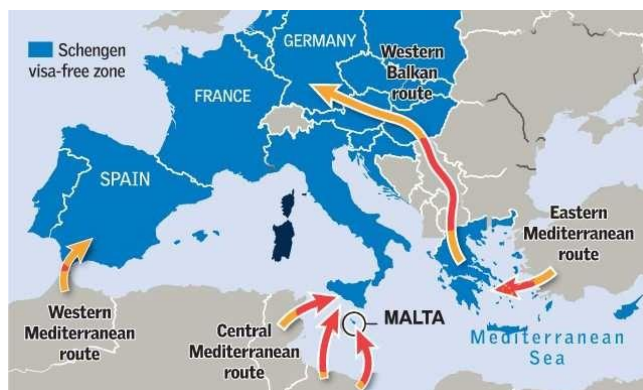 Schengen
visa-free zone
GERMANY
Western
Balkan
route
FRANCE
SPAIN
Eastern
Mediterranean
route
Western
Mediterranean
route
Central
Mediterranean
route
MALTA
Mediterranean
Sea